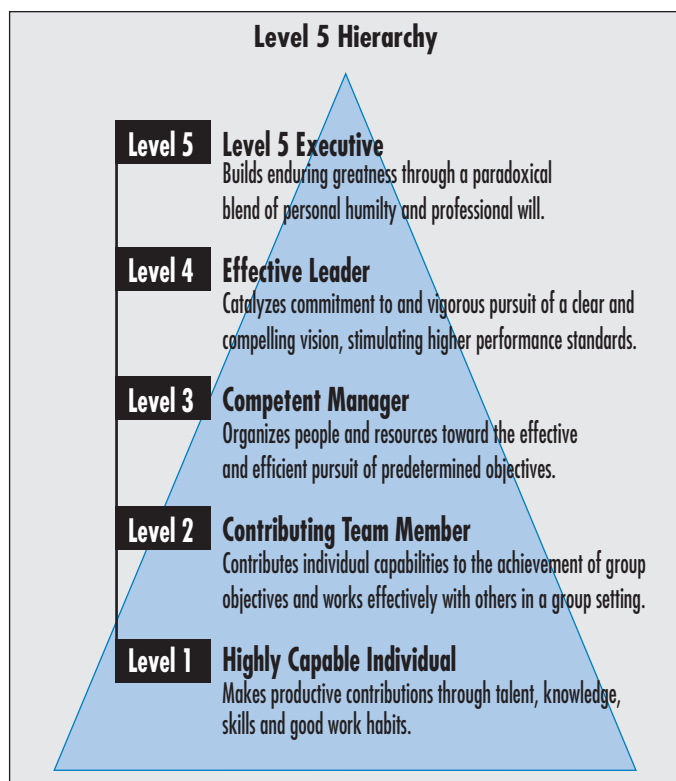 Level 5 Hierarchy
Level 5 Level 5 Executive
Builds enduring greatness through a paradoxical
blend of personal humilty and professional will.
Level 4 Effective Leader
Catalyzes commitment to and vigorous pursuit of a clear and
compelling vision, stimulating higher performance standards.
Level 3 Competent Manager
Organizes people and resources toward the effective
and efficient pursuit of predetermined objectives.
Level 2 Contributing Team Member
Contributes individual capabilities to the achievement of group
objectives and works effectively with others in a group setting.
Level 1 Highly Capable Individual
Makes productive contributions through talent, knowledge,
skills and good work habits.